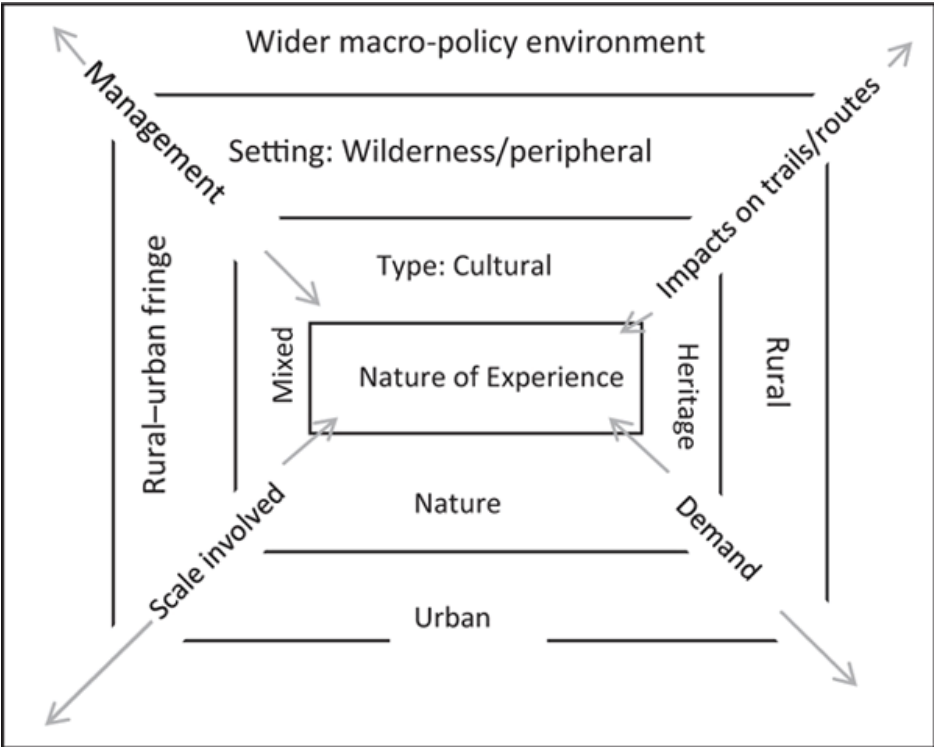 Wider macro-policy environment
Management
Impacts on trails/routes
Setting: Wilderness/peripheral
Type: Cultural
Rural–urban fringe
Mixed
Nature of Experience
Heritage
Rural
Nature
Scale involved
Demand
Urban